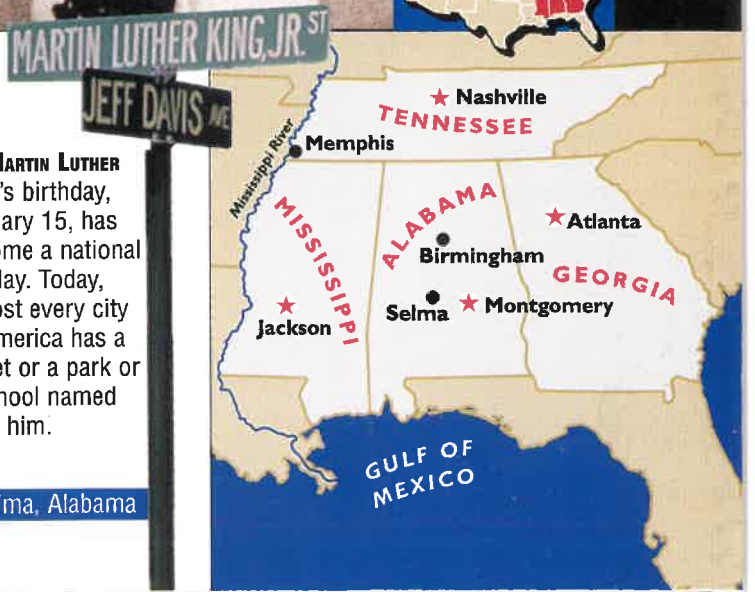 MARTIN LUTHER KING, JR. ST
JEFF DAVIS AVE
MARTIN LUTHER
's birthday,
ary 15, has
ome a national
day. Today,
ost every city
merica has a
et or a park or
hool named
him.
ma, Alabama
Nashville
TENNESSEE
Mississippi River
Memphis
MISSISSIPPI
ALABAMA
Atlanta
Birmingham
GEORGIA
Selma
Montgomery
Jackson
GULF OF
MEXICO